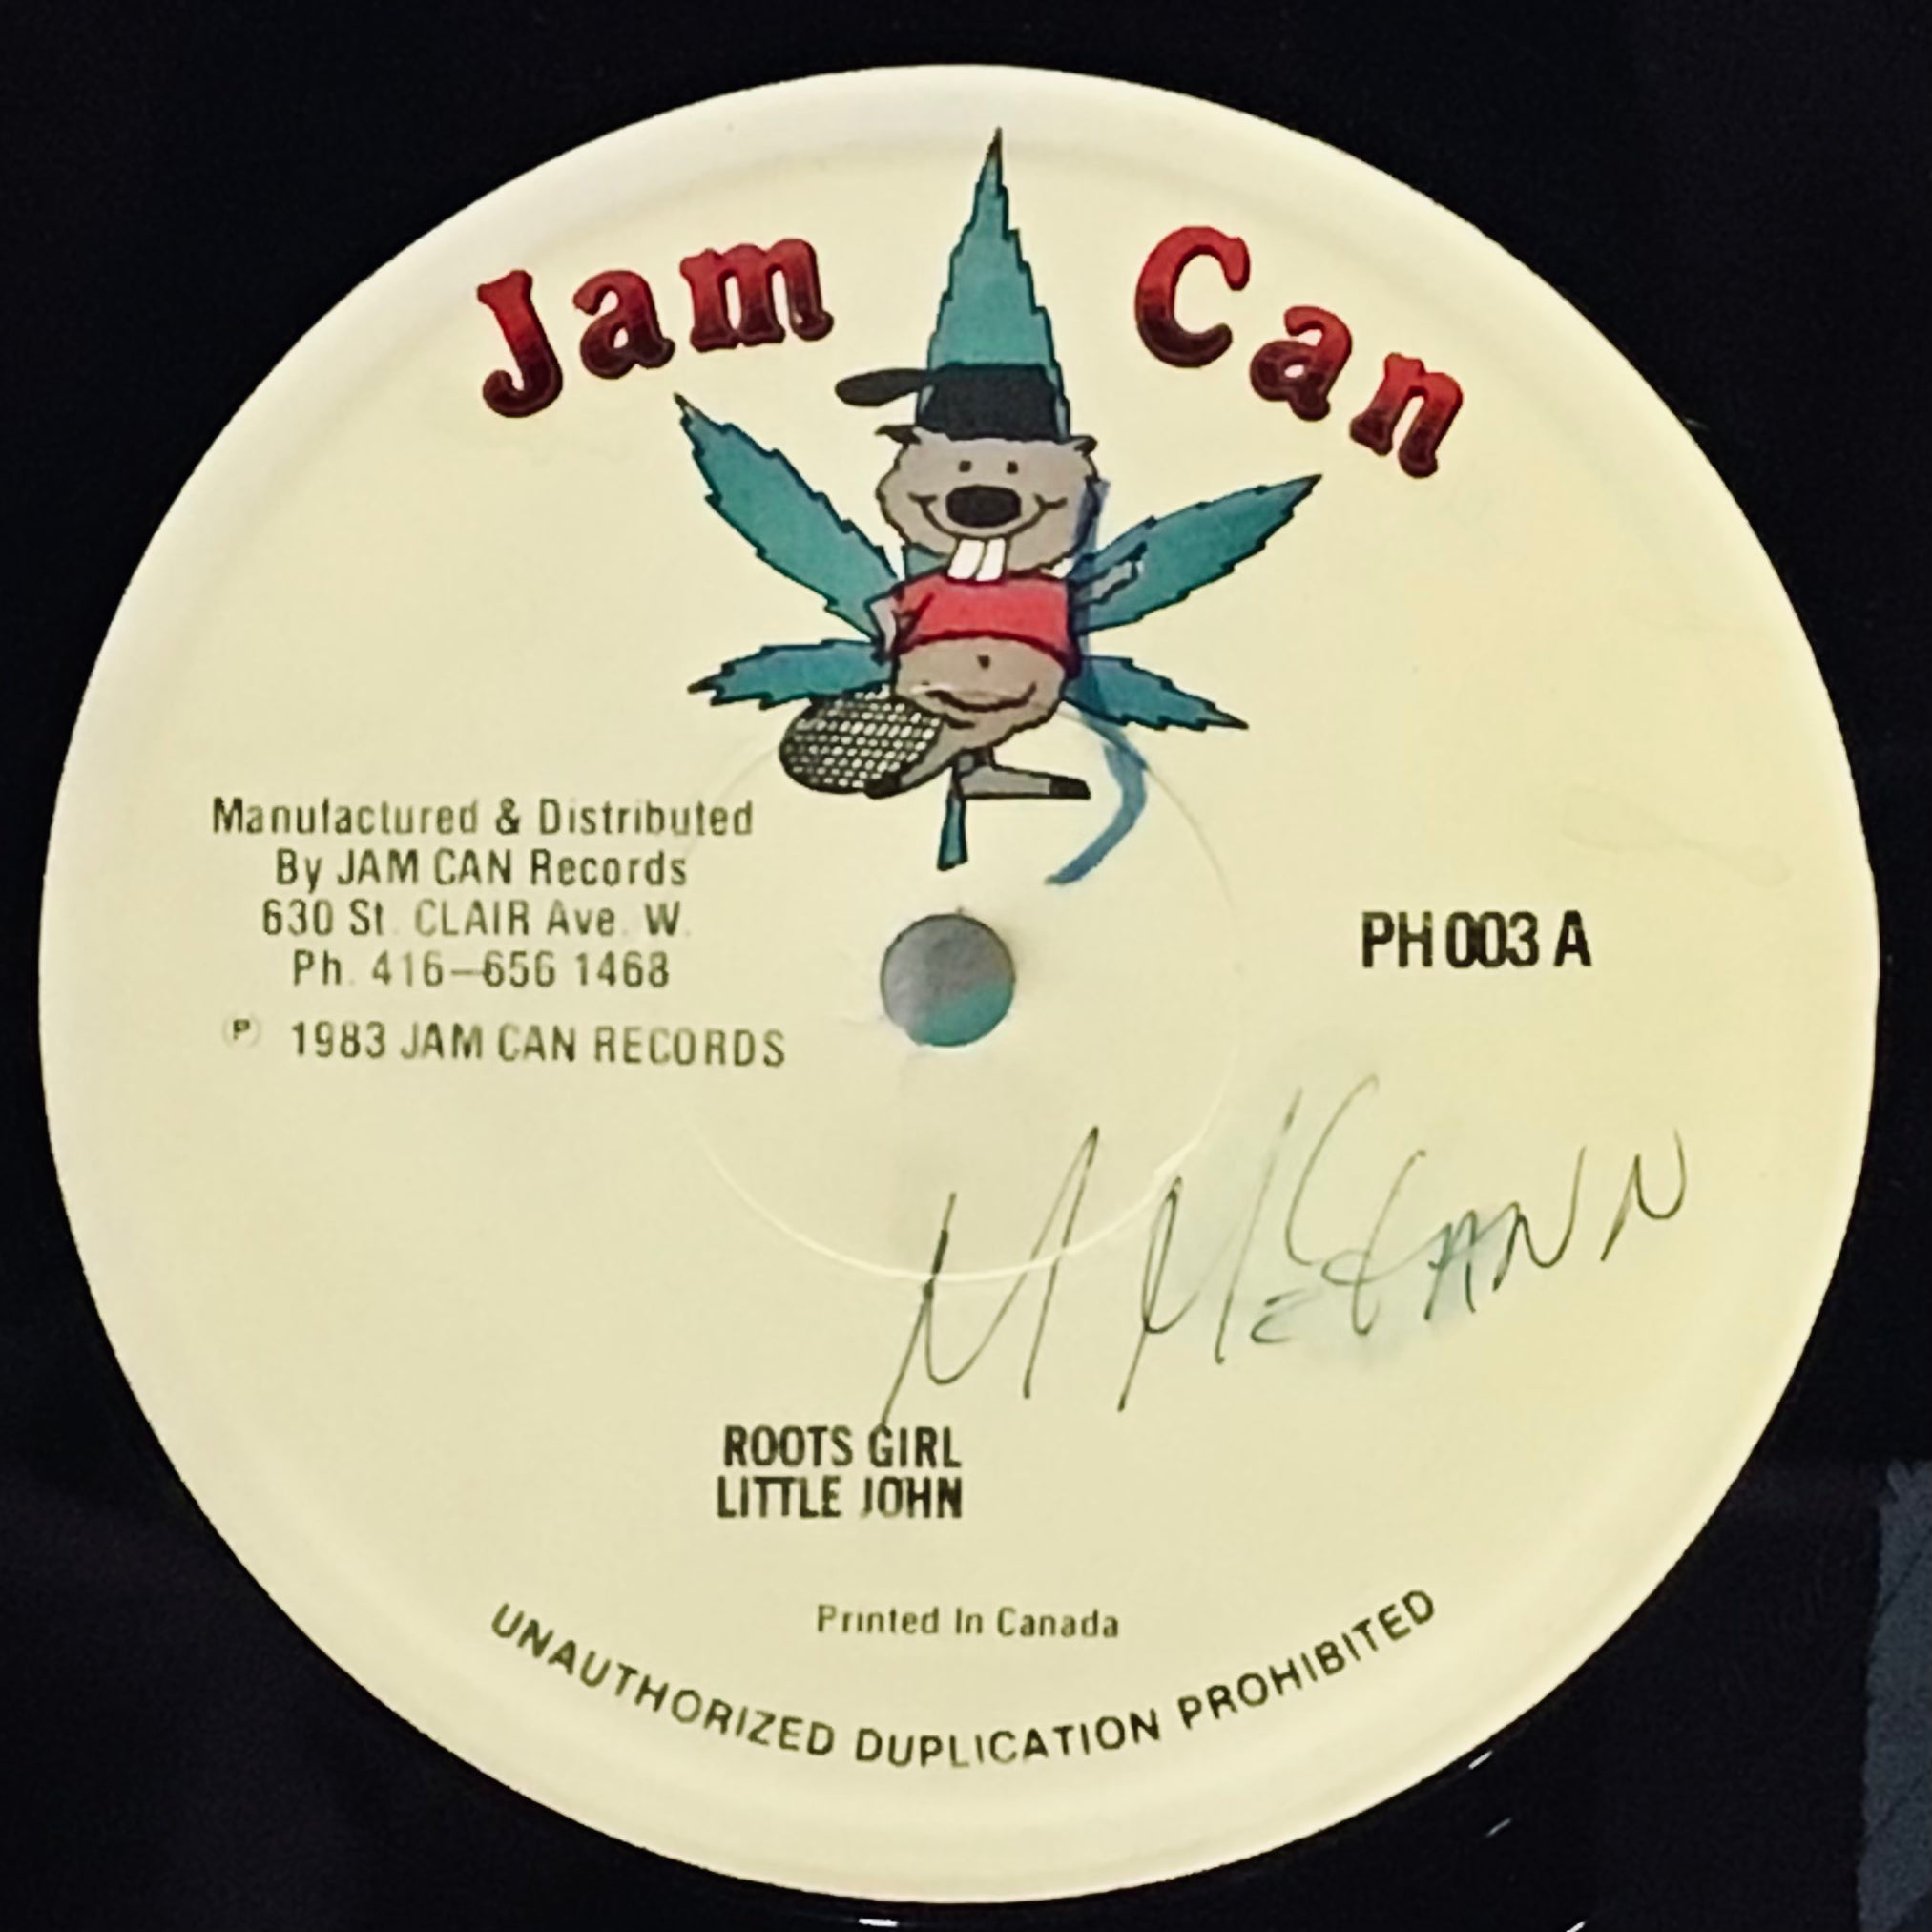 Jam Can
Manufactured & Distributed
By JAM CAN Records
630 St. CLAIR Ave. W.
Ph. 416-656 1468
℗ 1983 JAM CAN RECORDS
PH 003 A
M McCANN
ROOTS GIRL
LITTLE JOHN
Printed In Canada
UNAUTHORIZED DUPLICATION PROHIBITED